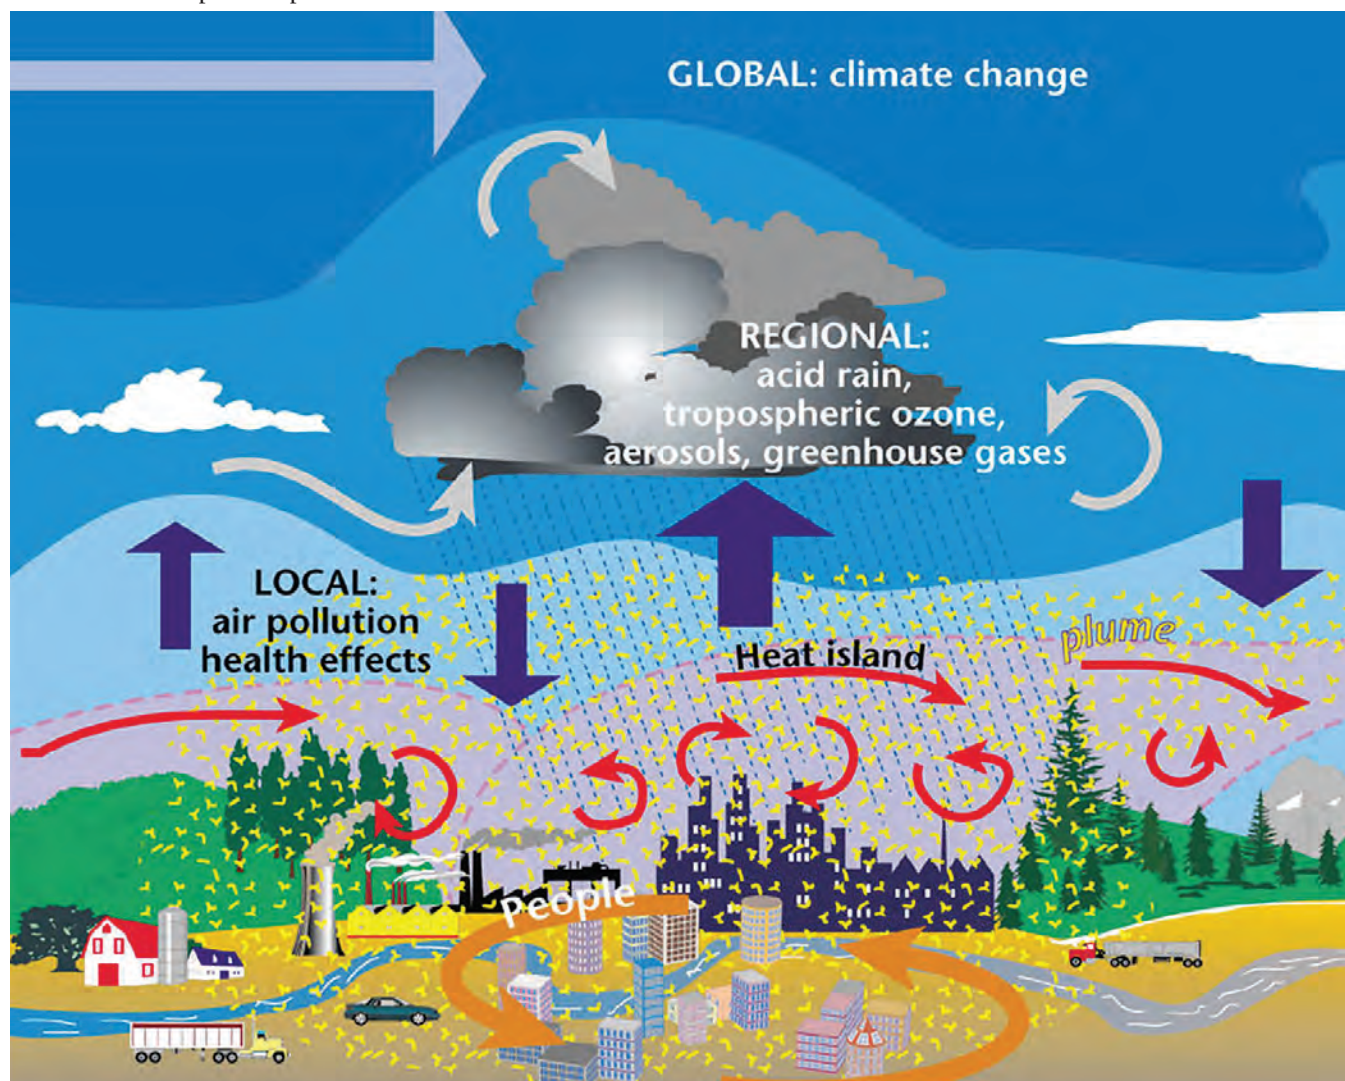 GLOBAL: climate change
REGIONAL:
acid rain,
tropospheric ozone,
aerosols, greenhouse gases
LOCAL:
air pollution
health effects
plume
Heat island
People